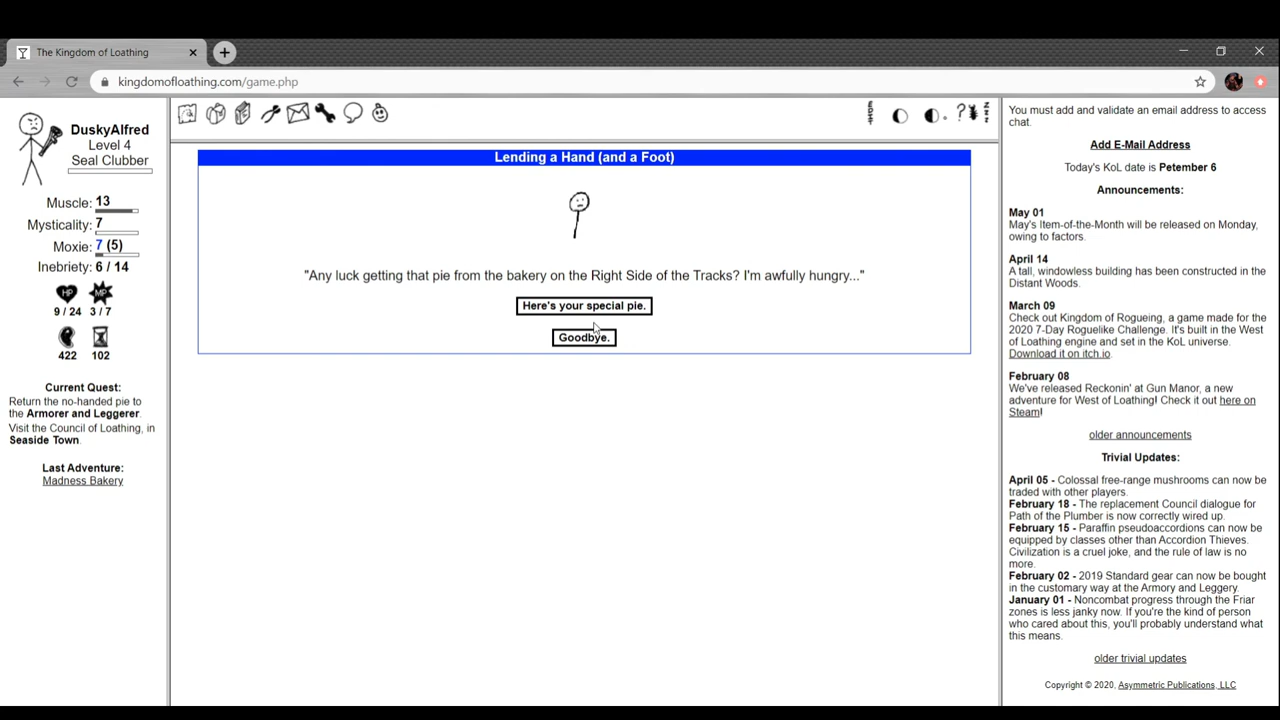 The Kingdom of Loathing
kingdomofloathing.com/game.php
DuskyAlfred
Level 4
Seal Clubber
Muscle: 13
Mysticality: 7
Moxie: 7 (5)
Inebriety: 6 / 14
HP
MP
9 / 24
3 / 7
422
102
Current Quest:
Return the no-handed pie to
the Armorer and Leggerer.
Visit the Council of Loathing, in
Seaside Town.
Last Adventure:
Madness Bakery
Lending a Hand (and a Foot)
"Any luck getting that pie from the bakery on the Right Side of the Tracks? I'm awfully hungry..."
Here's your special pie.
Goodbye.
You must add and validate an email address to access
chat.
Add E-Mail Address
Today's KoL date is Petember 6
Announcements:
May 01
May's Item-of-the-Month will be released on Monday,
owing to factors.
April 14
A tall, windowless building has been constructed in the
Distant Woods.
March 09
Check out Kingdom of Rogueing, a game made for the
2020 7-Day Roguelike Challenge. It's built in the West
of Loathing engine and set in the KoL universe.
Download it on itch.io.
February 08
We've released Reckonin' at Gun Manor, a new
adventure for West of Loathing! Check it out here on
Steam!
older announcements
Trivial Updates:
April 05 - Colossal free-range mushrooms can now be
traded with other players.
February 18 - The replacement Council dialogue for
Path of the Plumber is now correctly wired up.
February 15 - Paraffin pseudoaccordions can now be
equipped by classes other than Accordion Thieves.
Civilization is a cruel joke, and the rule of law is no
more.
February 02 - 2019 Standard gear can now be bought
in the customary way at the Armory and Leggery.
January 01 - Noncombat progress through the Friar
zones is less janky now. If you're the kind of person
who cared about this, you'll probably understand what
this means.
older trivial updates
Copyright © 2020, Asymmetric Publications, LLC